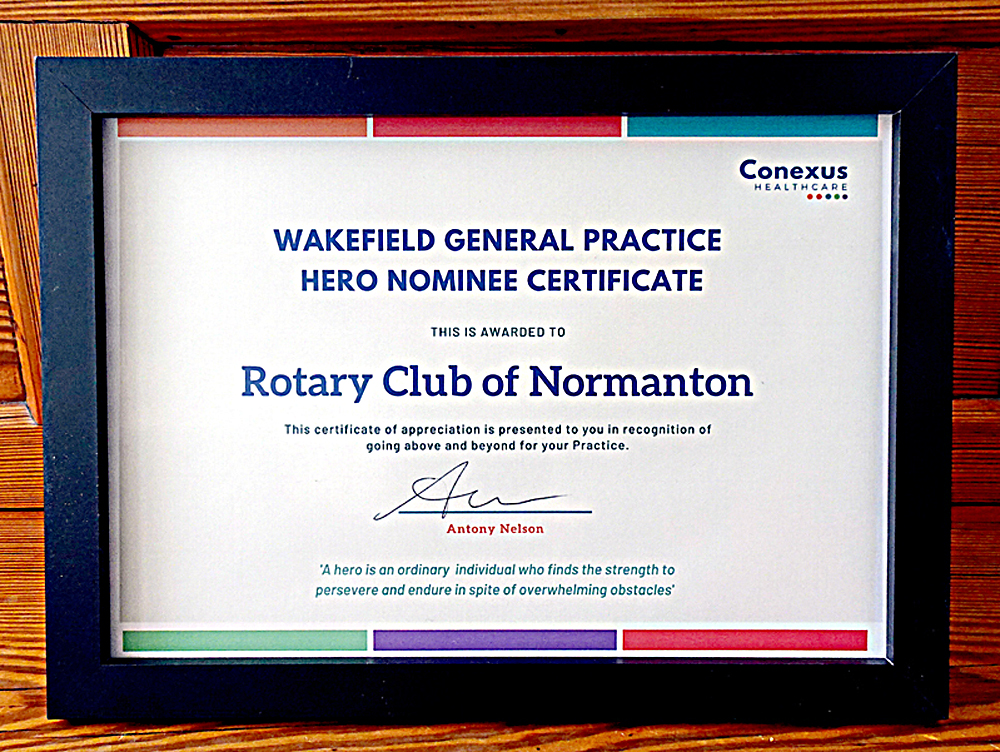 Conexus
HEALTHCARE
WAKEFIELD GENERAL PRACTICE
HERO NOMINEE CERTIFICATE
THIS IS AWARDED TO
Rotary Club of Normanton
This certificate of appreciation is presented to you in recognition of
going above and beyond for your Practice.
Antony Nelson
'A hero is an ordinary individual who finds the strength to
persevere and endure in spite of overwhelming obstacles'